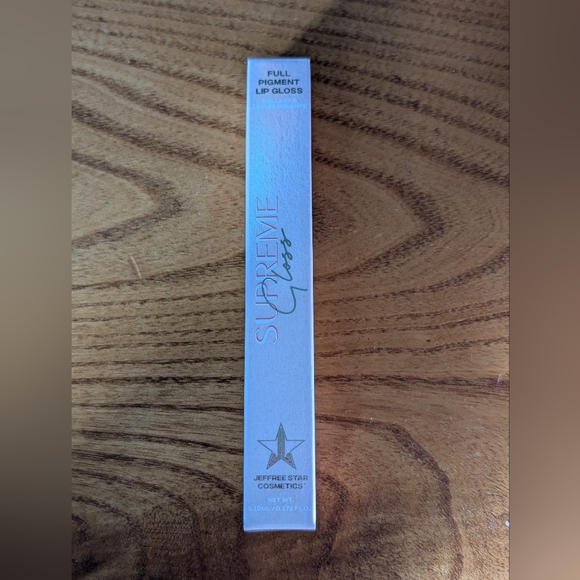 FULL
PIGMENT
LIP GLOSS
SUPREME
Gloss
JEFFREE STAR
COSMETICS
NET WT.